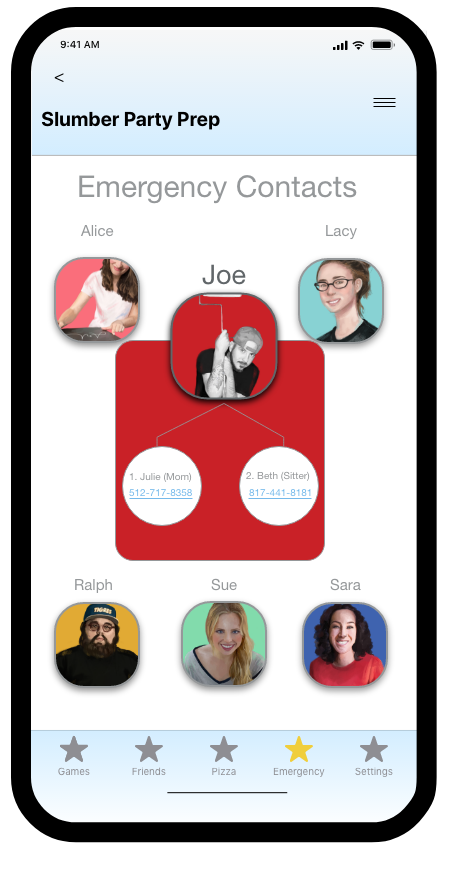 9:41 AM
<
Slumber Party Prep
Emergency Contacts
Alice
Lacy
Joe
1. Julie (Mom)
512-717-8358
2. Beth (Sitter)
817-441-8181
Ralph
Sue
Sara
TIGRES
Games
Friends
Pizza
Emergency
Settings